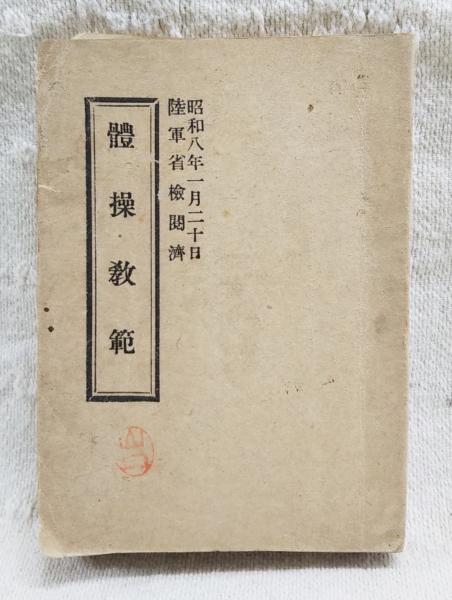 昭和八年一月二十日
陸軍省檢閲濟
體操教範